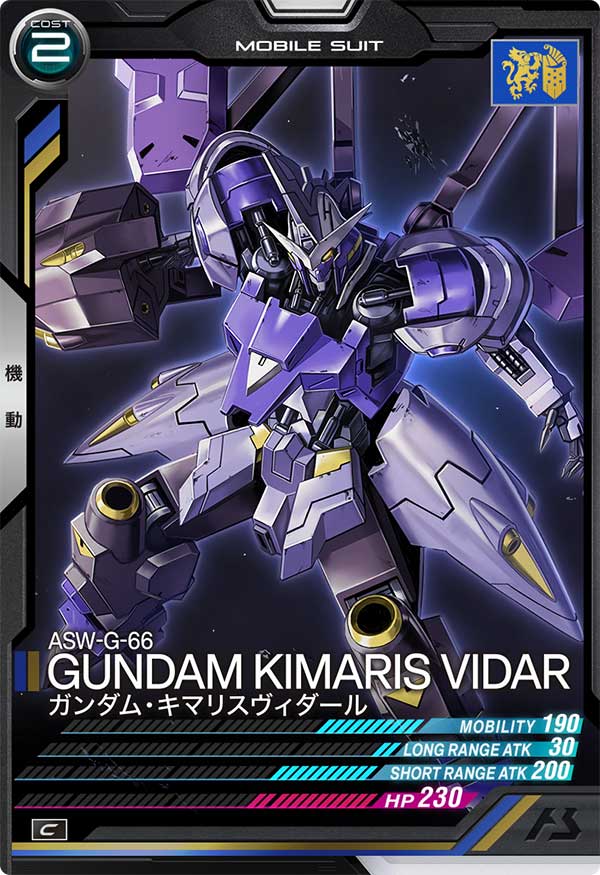 COST
2
MOBILE SUIT
機動
ASW-G-66
GUNDAM KIMARIS VIDAR
ガンダム・キマリスヴィダール
MOBILITY 190
LONG RANGE ATK 30
SHORT RANGE ATK 200
HP 230
C